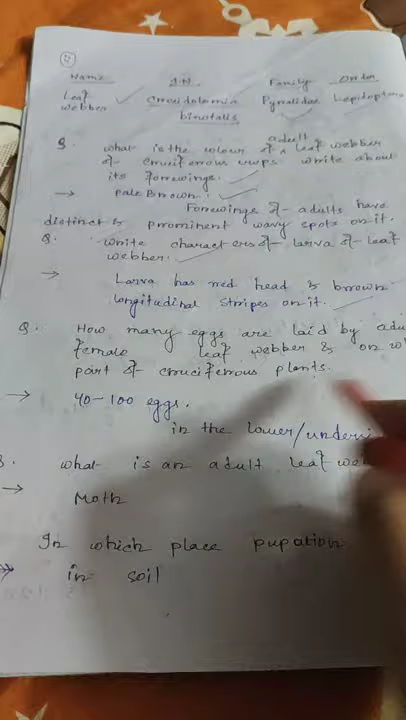 4
Name S.N. Family Order
Leaf webber Crocidolomia binotalis Pyralidae Lepidoptera
Q. What is the colour of a adult leaf webber
of cruciferous crops write about
its forewings.
→ pale Brown.
Forewings of adults have
distinct & prominent wavy spots on it.
Q. Write characters of larva of leaf
webber.
→ Larva has red head & brown
longitudinal stripes on it.
Q. How many eggs are laid by
female leaf webber & on
part of cruciferous plants.
→ 40-100 eggs.
in the lower/
What is an adult leaf
→ Moth
In which place pupation
in soil